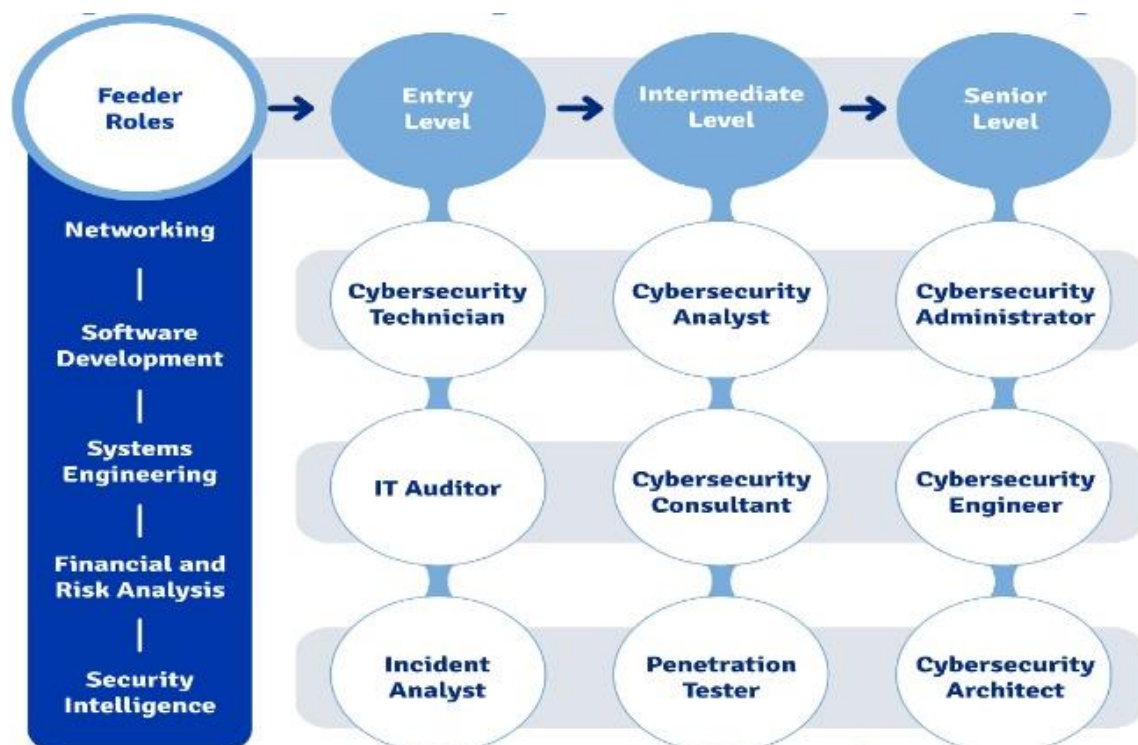 Feeder
Roles
Entry
Level
Intermediate
Level
Senior
Level
Networking
Software
Development
Systems
Engineering
Financial and
Risk Analysis
Security
Intelligence
Cybersecurity
Technician
Cybersecurity
Analyst
Cybersecurity
Administrator
IT Auditor
Cybersecurity
Consultant
Cybersecurity
Engineer
Incident
Analyst
Penetration
Tester
Cybersecurity
Architect